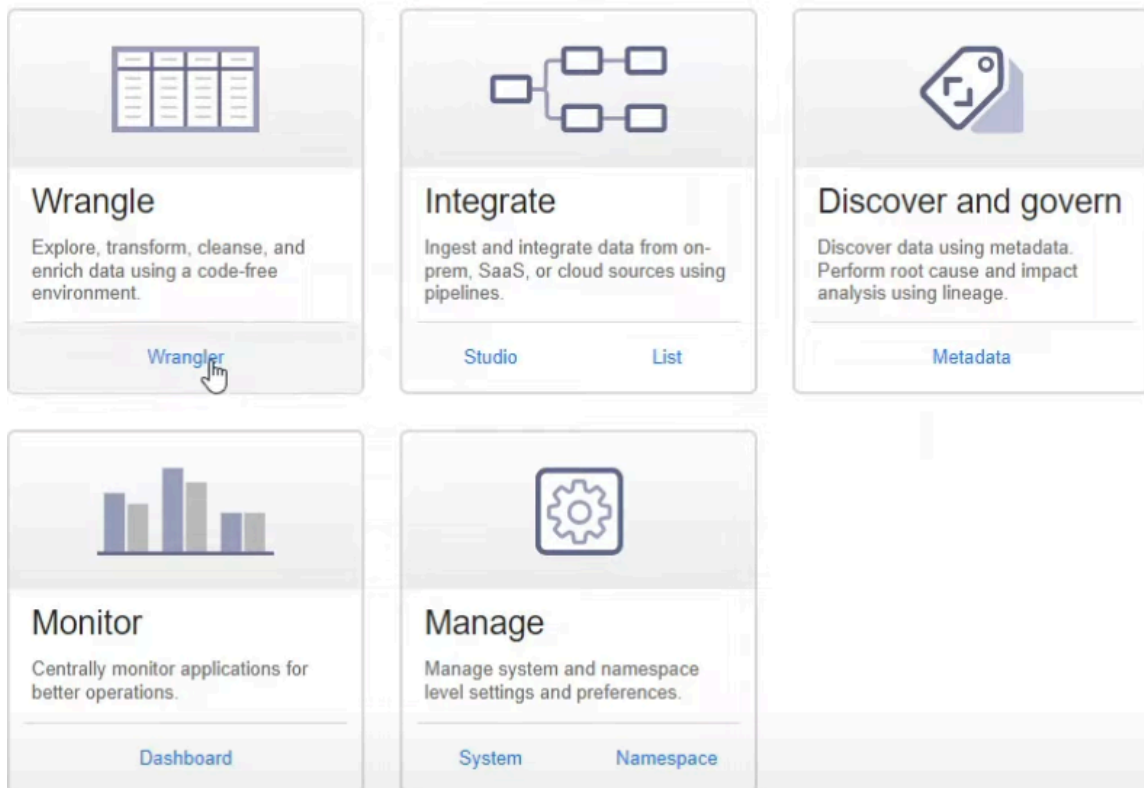 Wrangle
Explore, transform, cleanse, and
enrich data using a code-free
environment.
Wrangler
Integrate
Ingest and integrate data from on-
prem, SaaS, or cloud sources using
pipelines.
Studio List
Discover and govern
Discover data using metadata.
Perform root cause and impact
analysis using lineage.
Metadata
Monitor
Centrally monitor applications for
better operations.
Dashboard
Manage
Manage system and namespace
level settings and preferences.
System Namespace